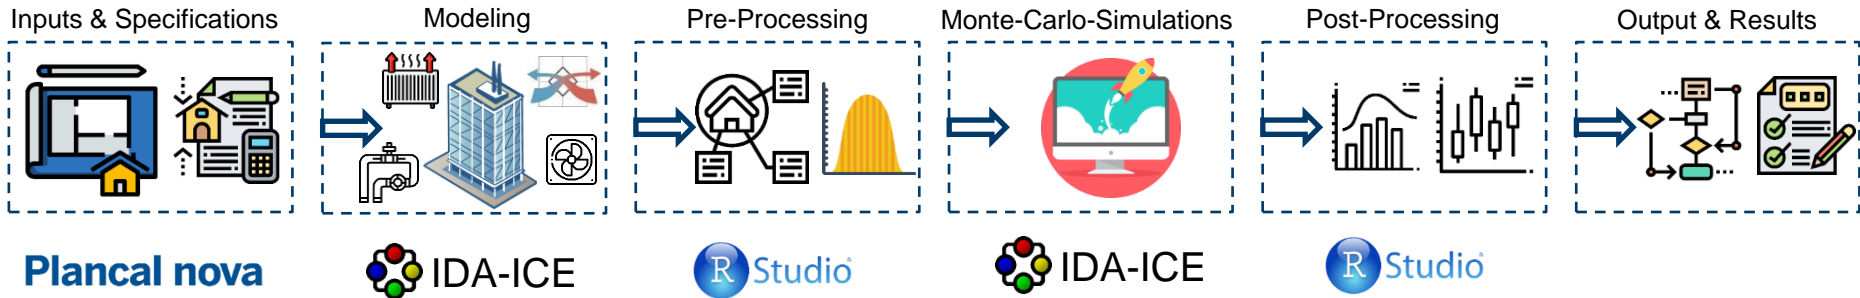 Inputs & Specifications
Modeling
Pre-Processing
Monte-Carlo-Simulations
Post-Processing
Output & Results
Plancal nova
IDA-ICE
R Studio
IDA-ICE
R Studio